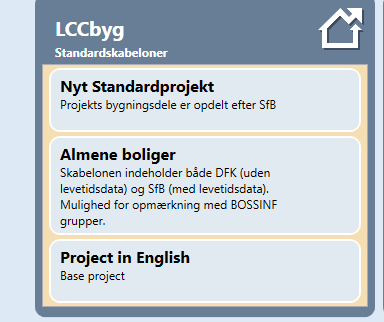 LCCbyg
Standardskabeloner
Nyt Standardprojekt
Projekts bygningsdele er opdelt efter SfB
Almene boliger
Skabelonen indeholder både DFK (uden
levetidsdata) og SfB (med levetidsdata).
Mulighed for opmærkning med BOSSINF
grupper.
Project in English
Base project